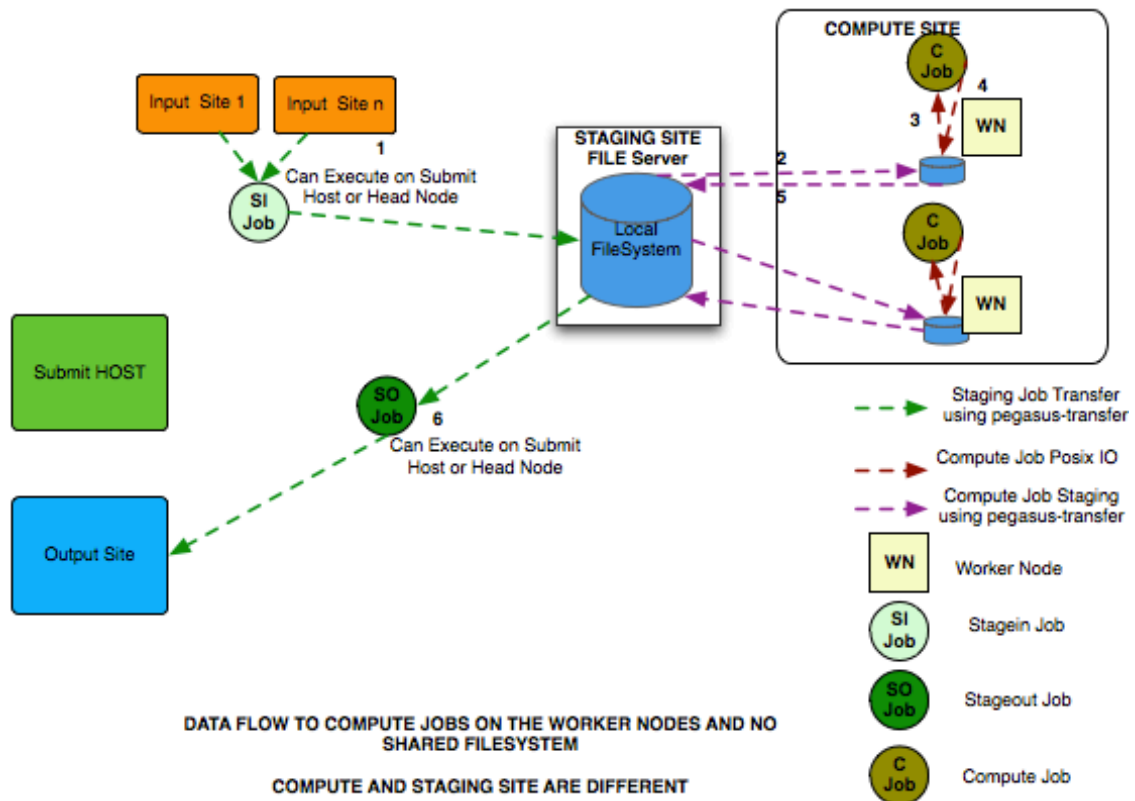 COMPUTE SITE
C
Job
4
3
WN
Input  Site 1
Input  Site n
1
STAGING SITE
FILE Server
2
5
Can Execute on Submit
Host or Head Node
SI
Job
Local
FileSystem
C
Job
WN
Submit HOST
SO
Job
6
Can Execute on Submit
Host or Head Node
Staging Job Transfer
using pegasus-transfer
Compute Job Posix IO
Compute Job Staging
using pegasus-transfer
Output Site
WN
Worker Node
SI
Job
Stagein Job
SO
Job
Stageout Job
C
Job
Compute Job
DATA FLOW TO COMPUTE JOBS ON THE WORKER NODES AND NO
SHARED FILESYSTEM
COMPUTE AND STAGING SITE ARE DIFFERENT